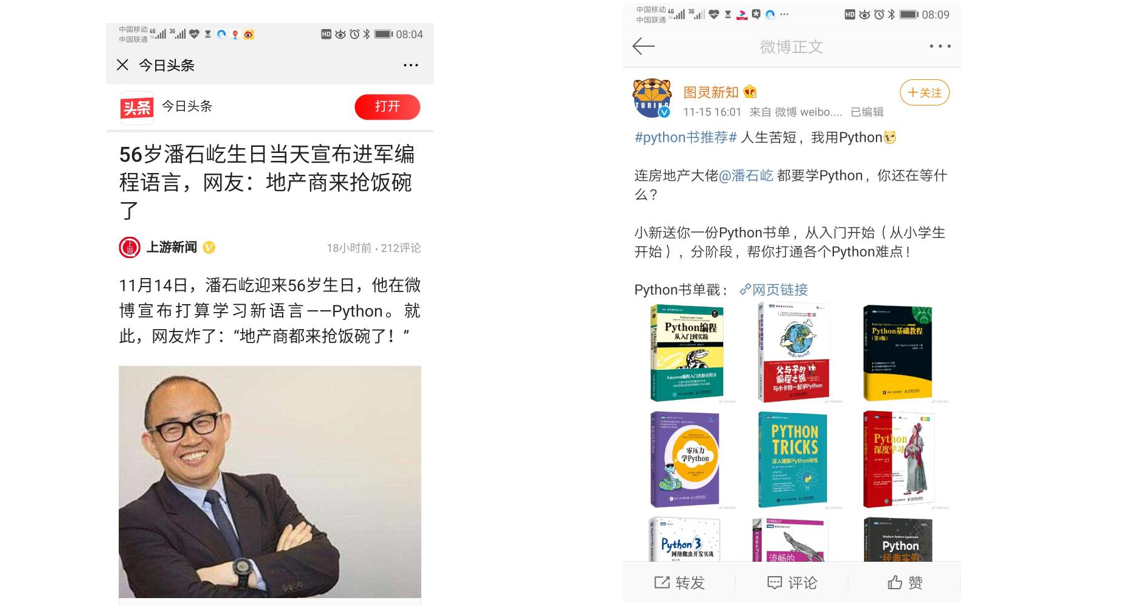 中国移动
中国联通
4G
3G
HD
08:04
今日头条
头条
今日头条
打开
56岁潘石屹生日当天宣布进军编
程语言，网友：地产商来抢饭碗
了
上游新闻
18小时前·212评论
11月14日，潘石屹迎来56岁生日，他在微
博宣布打算学习新语言——Python。就
此，网友炸了：“地产商都来抢饭碗了！”
中国移动
中国联通
4G
3G
HD
08:09
微博正文
TURING
图灵新知
＋关注
11-15 16:01 来自 微博 weibo.... 已编辑
#python书推荐# 人生苦短，我用Python
连房地产大佬@潘石屹 都要学Python，你还在等什
么？
小新送你一份Python书单，从入门开始（从小学生
开始），分阶段，帮你打通各个Python难点！
Python书单戳： 网页链接
Python编程
从入门到实践
Hello World!
父与子的
编程之旅
与小卡特一起学Python
Python基础教程
（第3版）
零压力
学Python
PYTHON
TRICKS
深入理解Python特性
Python
深度学习
Python 3
网络爬虫开发实战
流畅的
Python
经典实例
转发
评论
赞